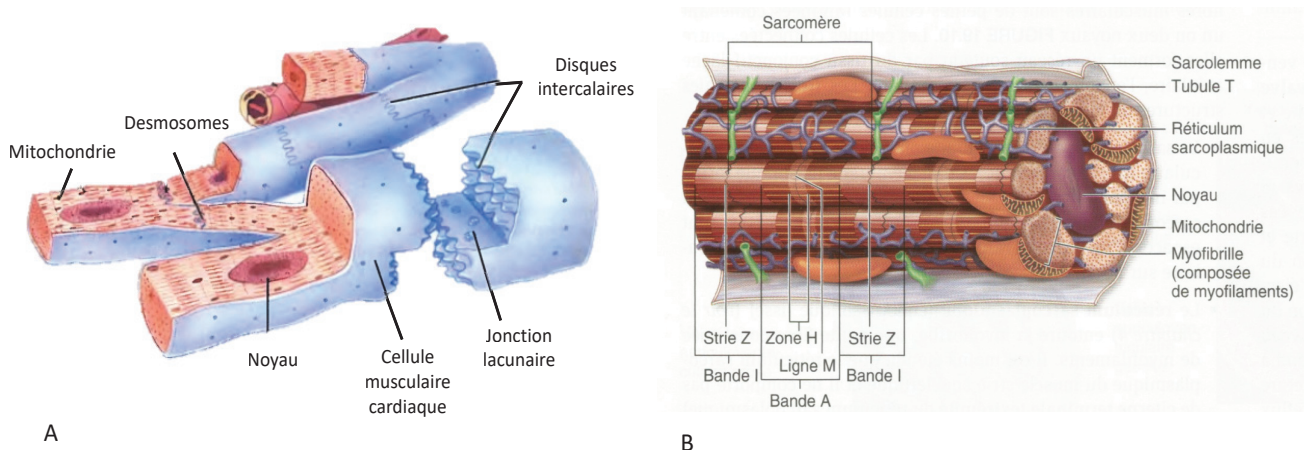 Disques
intercalaires
Desmosomes
Mitochondrie
Noyau
Cellule
musculaire
cardiaque
Jonction
lacunaire
A
Sarcomère
Sarcolemme
Tubule T
Réticulum
sarcoplasmique
Noyau
Mitochondrie
Myofibrille
(composée
de myofilaments)
Strie Z
Zone H
Strie Z
Bande I
Ligne M
Bande I
Bande A
B